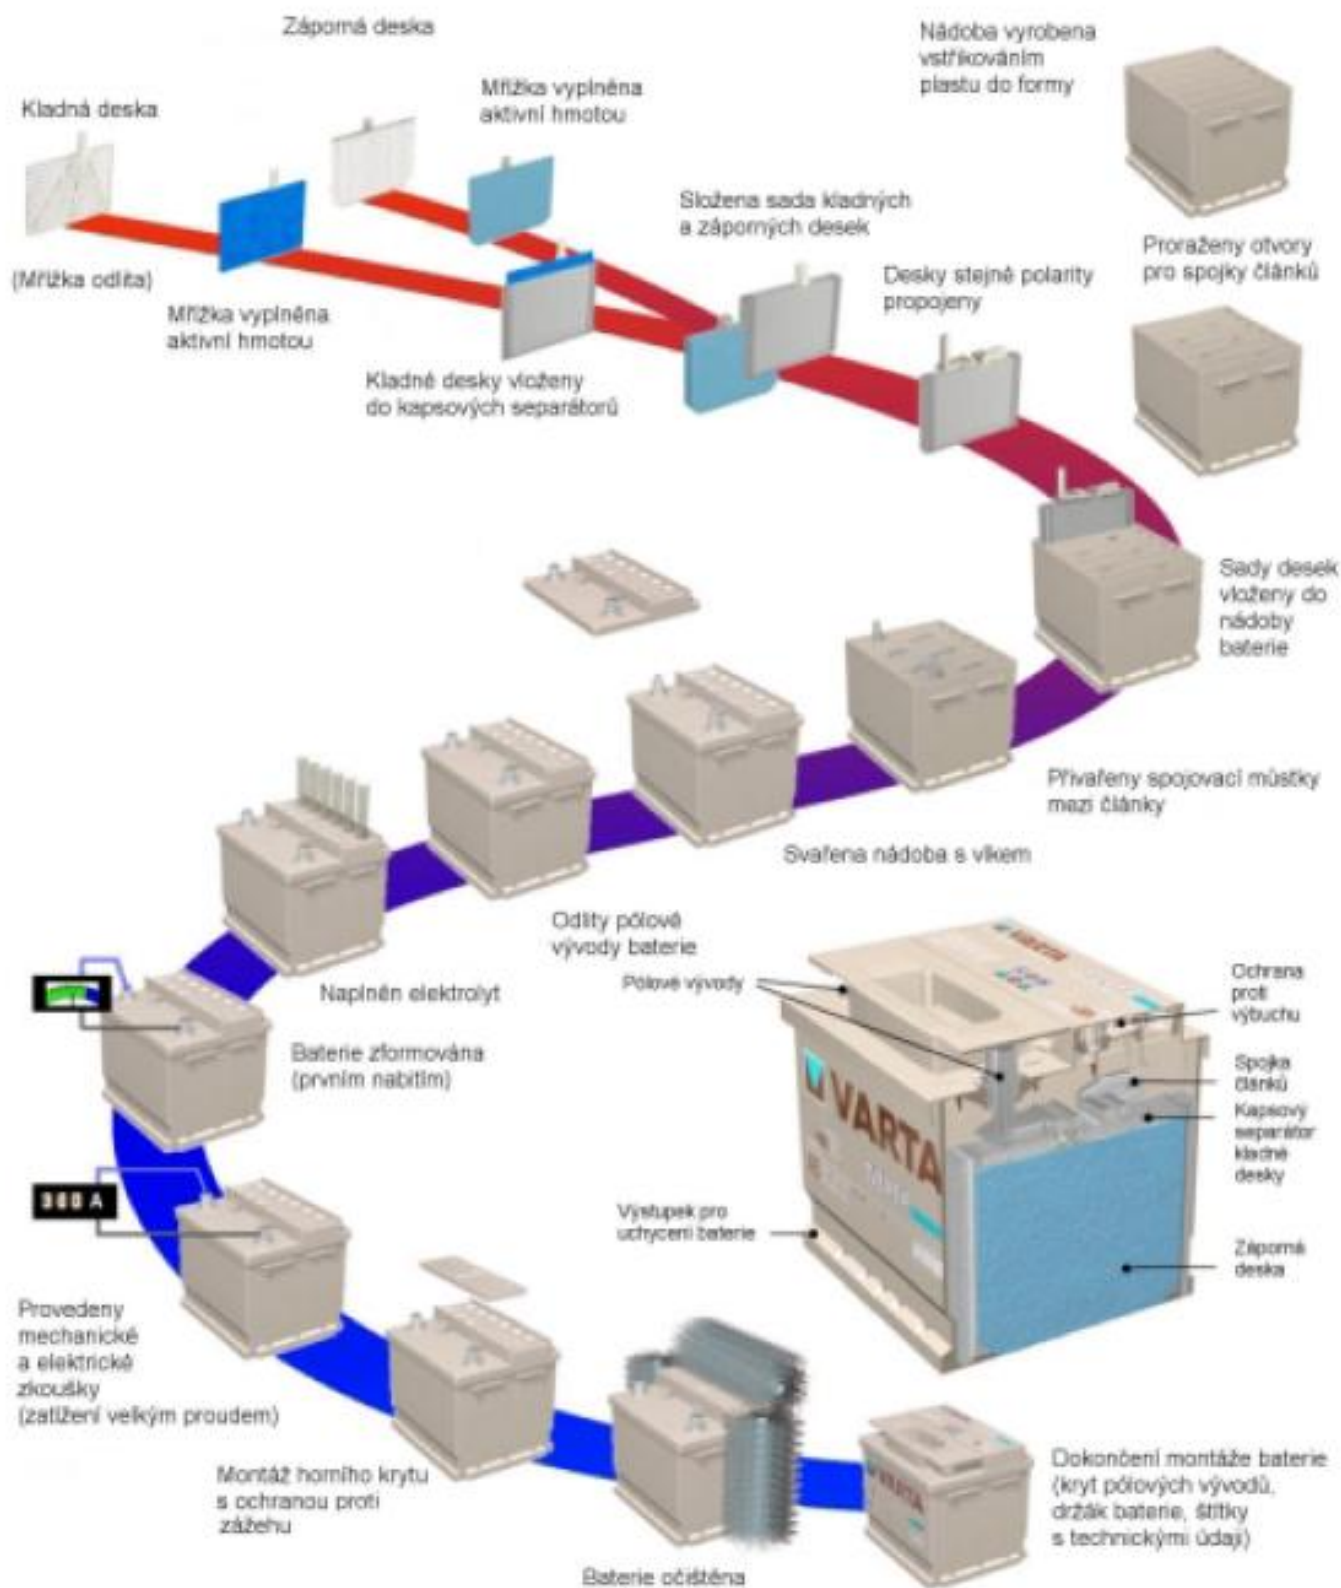 Záporná deska
Nádoba vyrobena
vstřikováním
plastu do formy
Mřížka vyplněna
aktivní hmotou
Kladná deska
Složena sada kladných
a záporných desek
Proraženy otvory
pro spojky článků
(Mřížka odlita)
Desky stejné polarity
propojeny
Mřížka vyplněna
aktivní hmotou
Kladné desky vloženy
do kapsových separátorů
Sady desek
vloženy do
nádoby
baterie
Přivařeny spojovací můstky
mezi články
Svařena nádoba s víkem
Odlity pólové
vývody baterie
Naplněn elektrolyt
Baterie zformována
(prvním nabitím)
Pólové vývody
Ochrana
proti
výbuchu
Spojka
článků
Kapsový
separátor
kladné
desky
VARTA
VARTA
Výstupek pro
uchycení baterie
Záporná
deska
368 A
Provedeny
mechanické
a elektrické
zkoušky
(zatížení velkým proudem)
Montáž horního krytu
s ochranou proti
zážehu
Baterie očištěna
VARTA
Dokončení montáže baterie
(kryt pólových vývodů,
držák baterie, štítky
s technickými údaji)